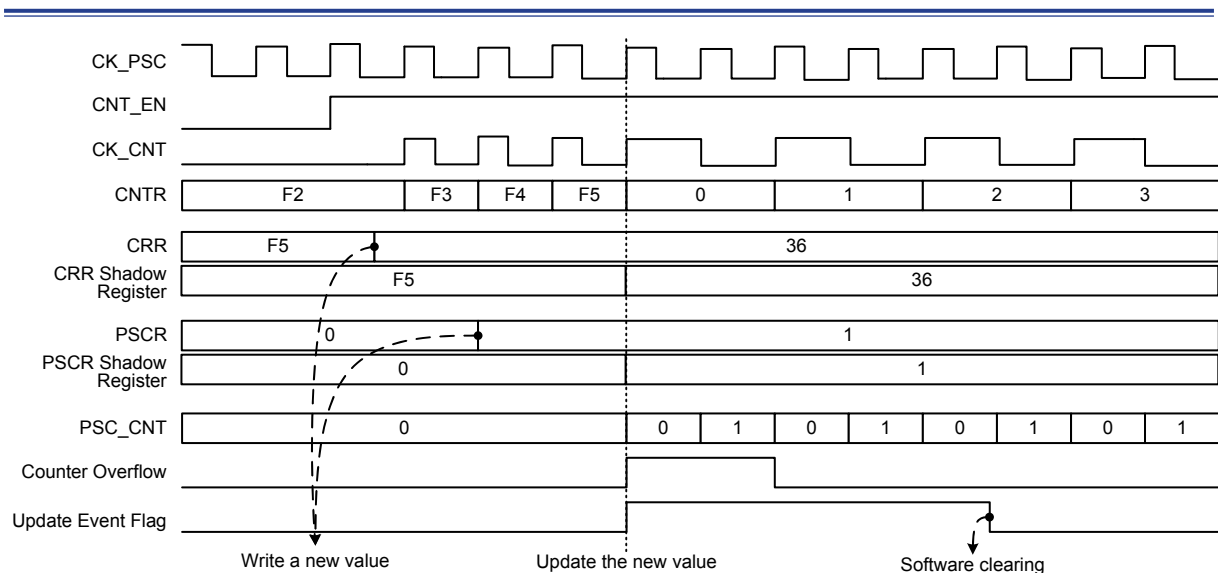 CK_PSC
CNT_EN
CK_CNT
CNTR F2 F3 F4 F5 0 1 2 3
CRR F5 36
CRR Shadow
Register F5 36
PSCR 0 1
PSCR Shadow
Register 0 1
PSC_CNT 0 0 1 0 1 0 1 0 1
Counter Overflow
Update Event Flag
Write a new value Update the new value Software clearing